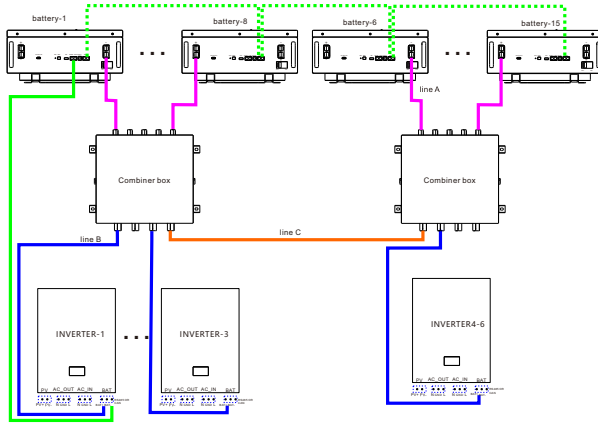 battery-1
battery-8
battery-6
battery-15
line A
Combiner box
Combiner box
line B
line C
INVERTER-1
INVERTER-3
INVERTER4-6
PV AC_OUT AC_IN BAT
PV AC_OUT AC_IN BAT
PV AC_OUT AC_IN BAT